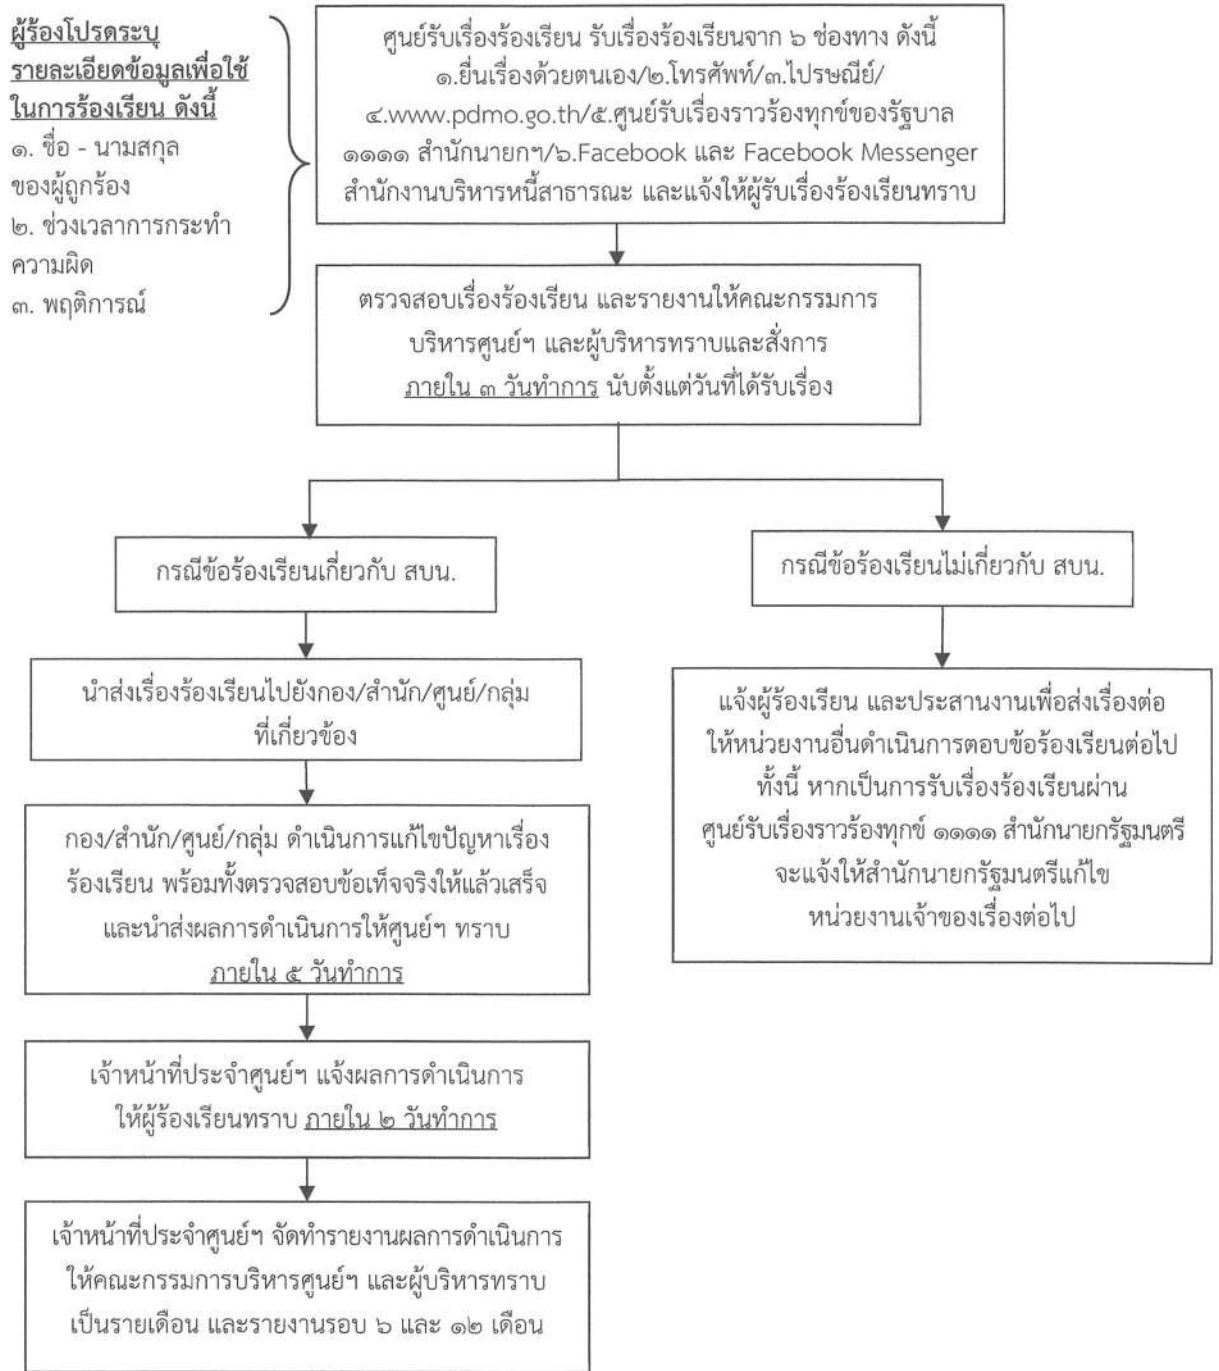 ผู้ร้องโปรดระบุ
รายละเอียดข้อมูลเพื่อใช้
ในการร้องเรียน ดังนี้
๑. ชื่อ - นามสกุล
ของผู้ถูกร้อง
๒. ช่วงเวลาการกระทำ
ความผิด
๓. พฤติการณ์
ศูนย์รับเรื่องร้องเรียน รับเรื่องร้องเรียนจาก ๖ ช่องทาง ดังนี้
๑.ยื่นเรื่องด้วยตนเอง/๒.โทรศัพท์/๓.ไปรษณีย์/
๔.www.pdmo.go.th/๕.ศูนย์รับเรื่องราวร้องทุกข์ของรัฐบาล
๑๑๑๑ สำนักนายกฯ/๖.Facebook และ Facebook Messenger
สำนักงานบริหารหนี้สาธารณะ และแจ้งให้ผู้รับเรื่องร้องเรียนทราบ
ตรวจสอบเรื่องร้องเรียน และรายงานให้คณะกรรมการ
บริหารศูนย์ฯ และผู้บริหารทราบและสั่งการ
ภายใน ๓ วันทำการ นับตั้งแต่วันที่ได้รับเรื่อง
กรณีข้อร้องเรียนเกี่ยวกับ สบน.
นำส่งเรื่องร้องเรียนไปยังกอง/สำนัก/ศูนย์/กลุ่ม
ที่เกี่ยวข้อง
กอง/สำนัก/ศูนย์/กลุ่ม ดำเนินการแก้ไขปัญหาเรื่อง
ร้องเรียน พร้อมทั้งตรวจสอบข้อเท็จจริงให้แล้วเสร็จ
และนำส่งผลการดำเนินการให้ศูนย์ฯ ทราบ
ภายใน ๕ วันทำการ
เจ้าหน้าที่ประจำศูนย์ฯ แจ้งผลการดำเนินการ
ให้ผู้ร้องเรียนทราบ ภายใน ๒ วันทำการ
เจ้าหน้าที่ประจำศูนย์ฯ จัดทำรายงานผลการดำเนินการ
ให้คณะกรรมการบริหารศูนย์ฯ และผู้บริหารทราบ
เป็นรายเดือน และรายงานรอบ ๖ และ ๑๒ เดือน
กรณีข้อร้องเรียนไม่เกี่ยวกับ สบน.
แจ้งผู้ร้องเรียน และประสานงานเพื่อส่งเรื่องต่อ
ให้หน่วยงานอื่นดำเนินการตอบข้อร้องเรียนต่อไป
ทั้งนี้ หากเป็นการรับเรื่องร้องเรียนผ่าน
ศูนย์รับเรื่องราวร้องทุกข์ ๑๑๑๑ สำนักนายกรัฐมนตรี
จะแจ้งให้สำนักนายกรัฐมนตรีแก้ไข
หน่วยงานเจ้าของเรื่องต่อไป